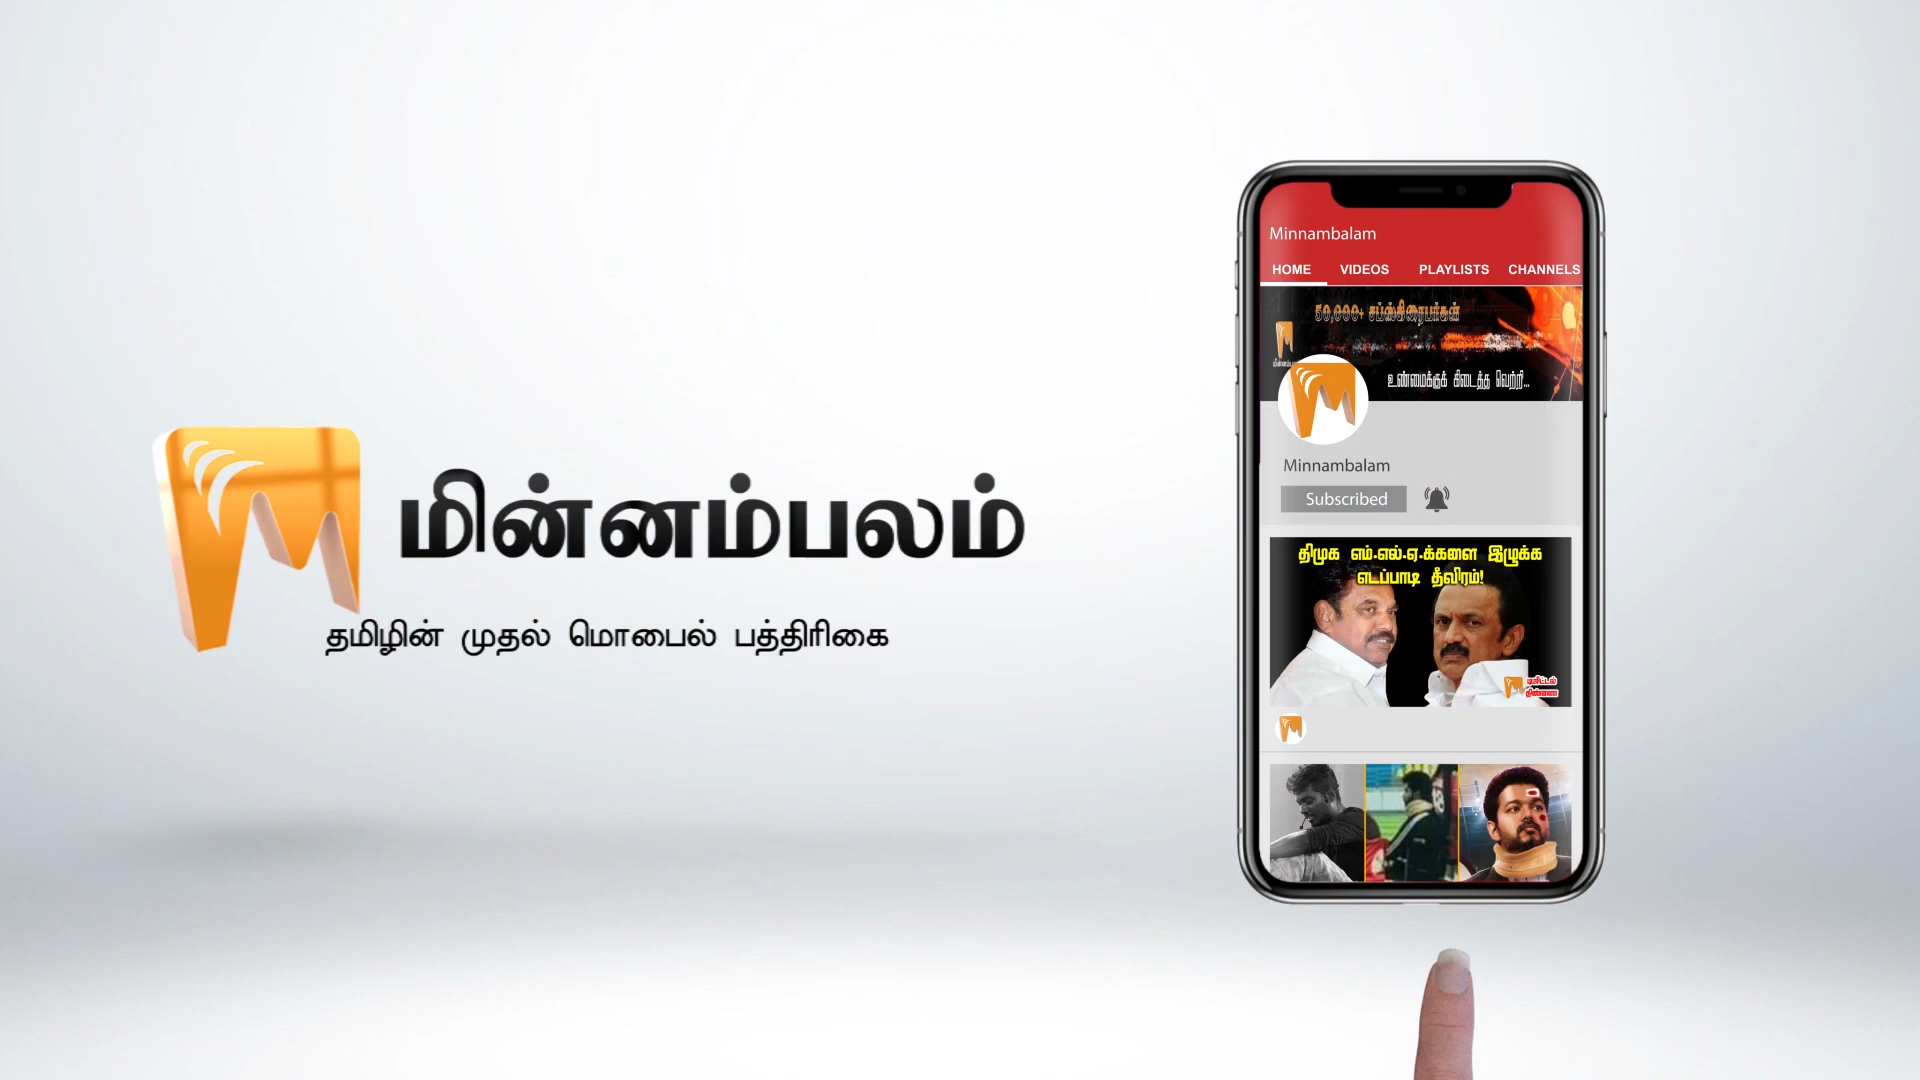 மின்னம்பலம்
தமிழின் முதல் மொபைல் பத்திரிகை
Minnambalam
HOME VIDEOS PLAYLISTS CHANNELS
50,000+ சப்ஸ்கிரைபர்கள்
உண்மைக்குக் கிடைத்த வெற்றி...
Minnambalam
Subscribed
திமுக எம்.எல்.ஏ.க்களை இழுக்க
எடப்பாடி தீவிரம்!
டிஜிட்டல்
திண்ணை